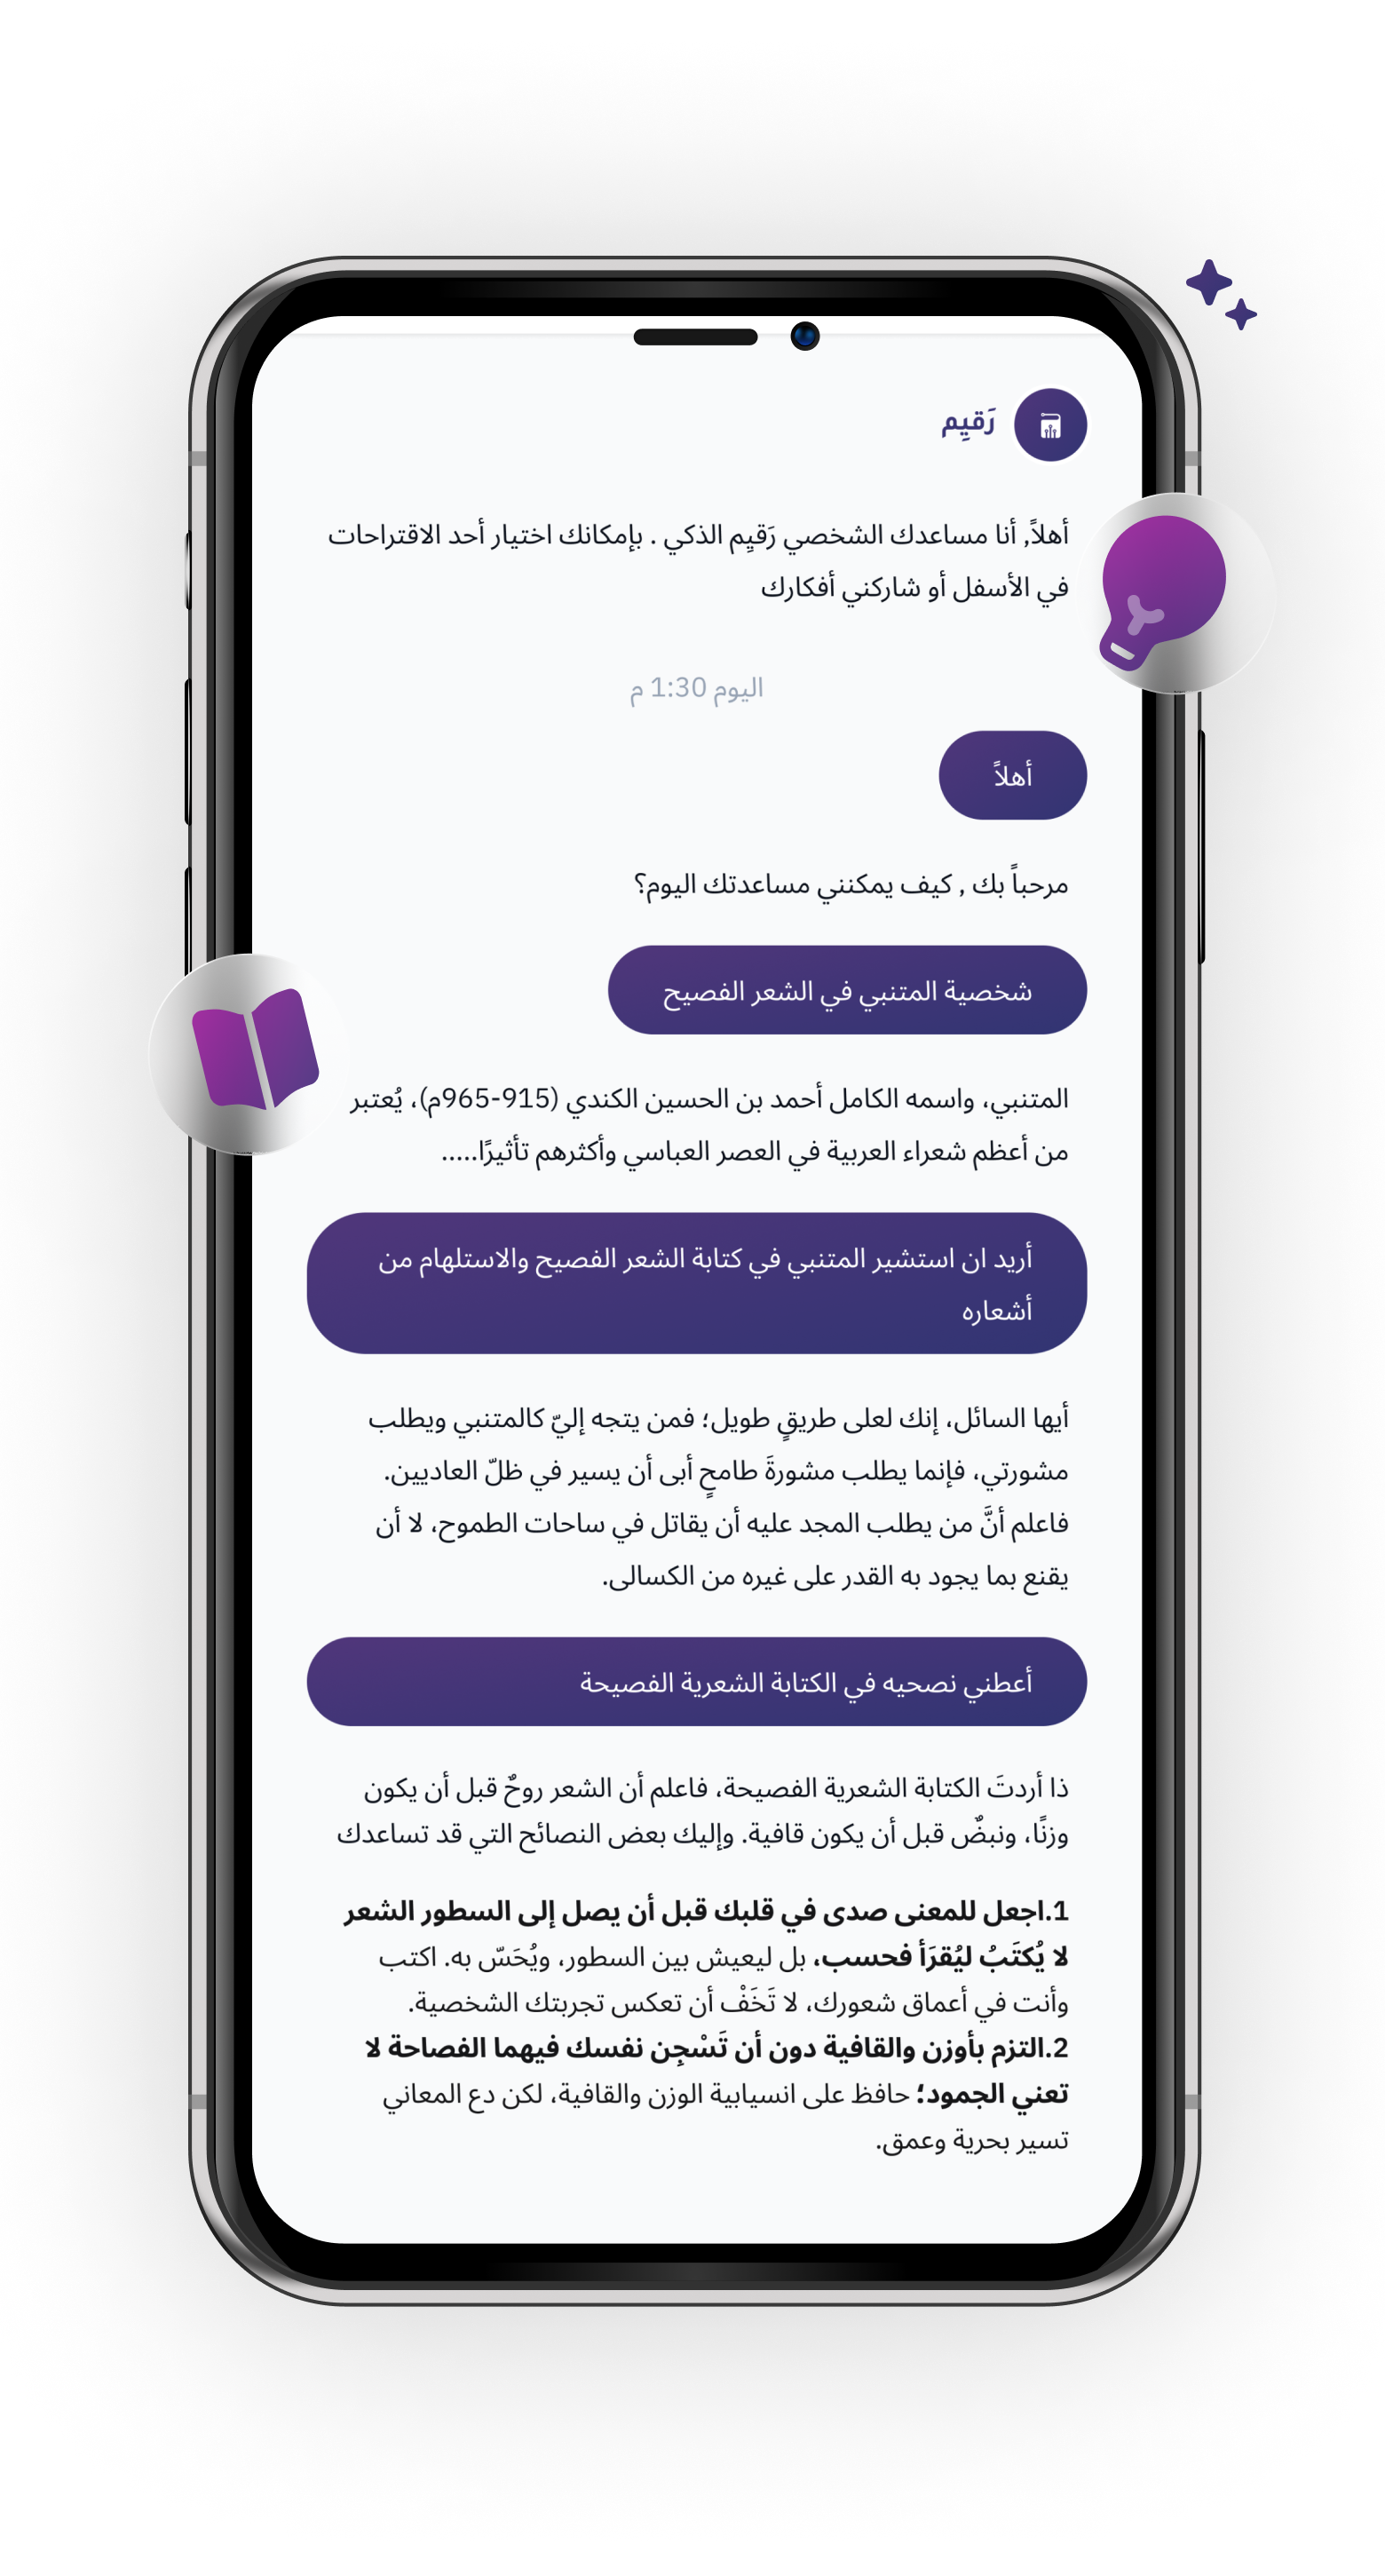 رَقيِم
أهلاً, أنا مساعدك الشخصي رَقيِم الذكي . بإمكانك اختيار أحد الاقتراحات
في الأسفل أو شاركني أفكارك
اليوم 1:30 م
أهلاً
مرحباً بك , كيف يمكنني مساعدتك اليوم؟
شخصية المتنبي في الشعر الفصيح
المتنبي، واسمه الكامل أحمد بن الحسين الكندي (915-965م)، يُعتبر
من أعظم شعراء العربية في العصر العباسي وأكثرهم تأثيرًا.....
أريد ان استشير المتنبي في كتابة الشعر الفصيح والاستلهام من
أشعاره
أيها السائل، إنك لعلى طريقٍ طويل؛ فمن يتجه إليّ كالمتنبي ويطلب
مشورتي، فإنما يطلب مشورةَ طامحٍ أبى أن يسير في ظلّ العاديين.
فاعلم أنَّ من يطلب المجد عليه أن يقاتل في ساحات الطموح، لا أن
يقنع بما يجود به القدر على غيره من الكسالى.
أعطني نصحيه في الكتابة الشعرية الفصيحة
ذا أردتَ الكتابة الشعرية الفصيحة، فاعلم أن الشعر روحٌ قبل أن يكون
وزنًا، ونبضٌ قبل أن يكون قافية. وإليك بعض النصائح التي قد تساعدك
1.اجعل للمعنى صدى في قلبك قبل أن يصل إلى السطور الشعر
لا يُكتَبُ ليُقرَأ فحسب، بل ليعيش بين السطور، ويُحَسّ به. اكتب
وأنت في أعماق شعورك، لا تَخَفْ أن تعكس تجربتك الشخصية.
2.التزم بأوزن والقافية دون أن تَسْجِن نفسك فيهما الفصاحة لا
تعني الجمود؛ حافظ على انسيابية الوزن والقافية، لكن دع المعاني
تسير بحرية وعمق.